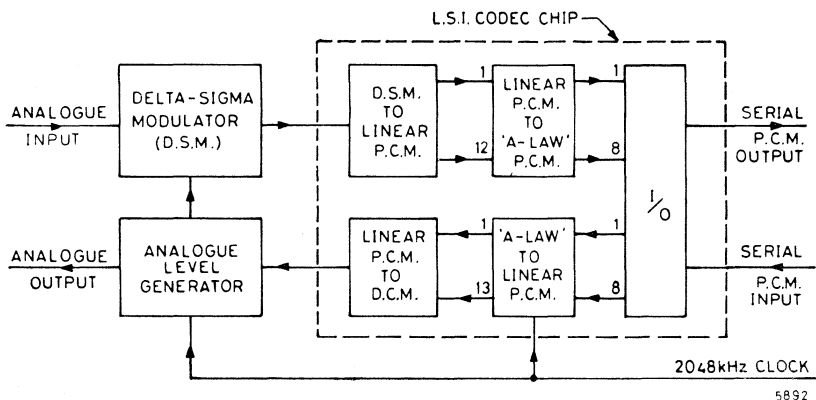 L.S.I. CODEC CHIP
ANALOGUE
INPUT
DELTA-SIGMA
MODULATOR
(D.S.M.)
D.S.M.
TO
LINEAR
P.C.M.
1
12
LINEAR
P.C.M.
TO
'A-LAW'
P.C.M.
1
8
I/O
SERIAL
P.C.M.
OUTPUT
ANALOGUE
OUTPUT
ANALOGUE
LEVEL
GENERATOR
LINEAR
P.C.M.
TO
D.C.M.
1
13
'A-LAW'
TO
LINEAR
P.C.M.
1
8
SERIAL
P.C.M.
INPUT
2048kHz CLOCK
5892